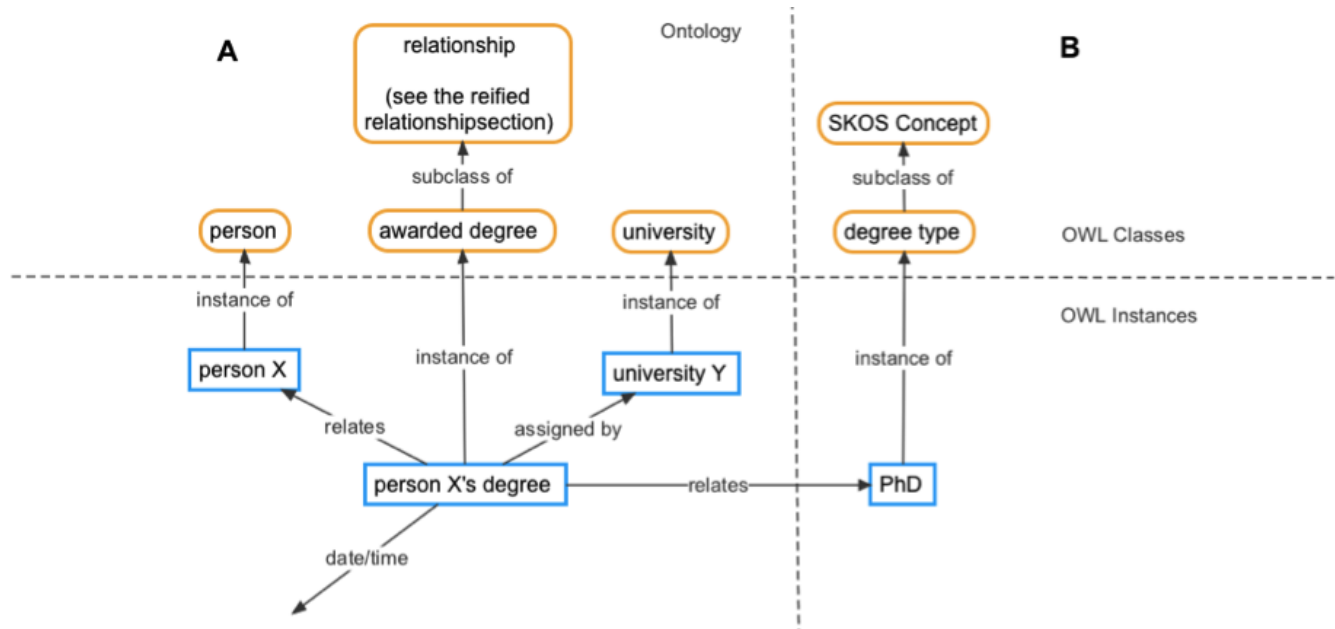 Ontology
A
B
relationship
(see the reified
relationshipsection)
SKOS Concept
subclass of
subclass of
person
awarded degree
university
degree type
OWL Classes
instance of
instance of
OWL Instances
instance of
instance of
person X
university Y
relates
assigned by
person X's degree
relates
PhD
date/time